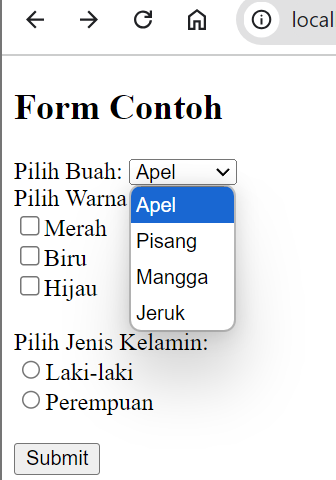 local
Form Contoh
Pilih Buah: Apel
Apel
Pisang
Mangga
Jeruk
Pilih Warna
Merah
Biru
Hijau
Pilih Jenis Kelamin:
Laki-laki
Perempuan
Submit